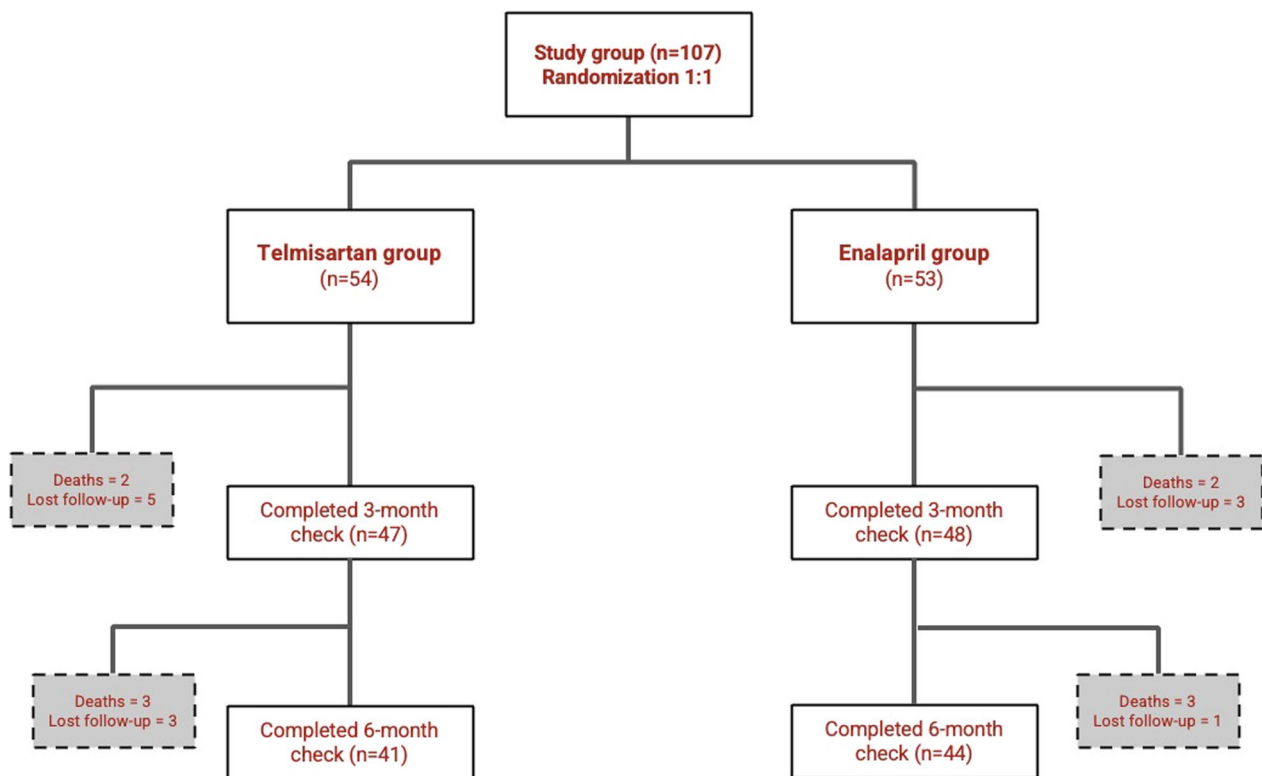 Study group (n=107)
Randomization 1:1
Telmisartan group
(n=54)
Enalapril group
(n=53)
Deaths = 2
Lost follow-up = 5
Completed 3-month
check (n=47)
Completed 3-month
check (n=48)
Deaths = 2
Lost follow-up = 3
Deaths = 3
Lost follow-up = 3
Completed 6-month
check (n=41)
Completed 6-month
check (n=44)
Deaths = 3
Lost follow-up = 1